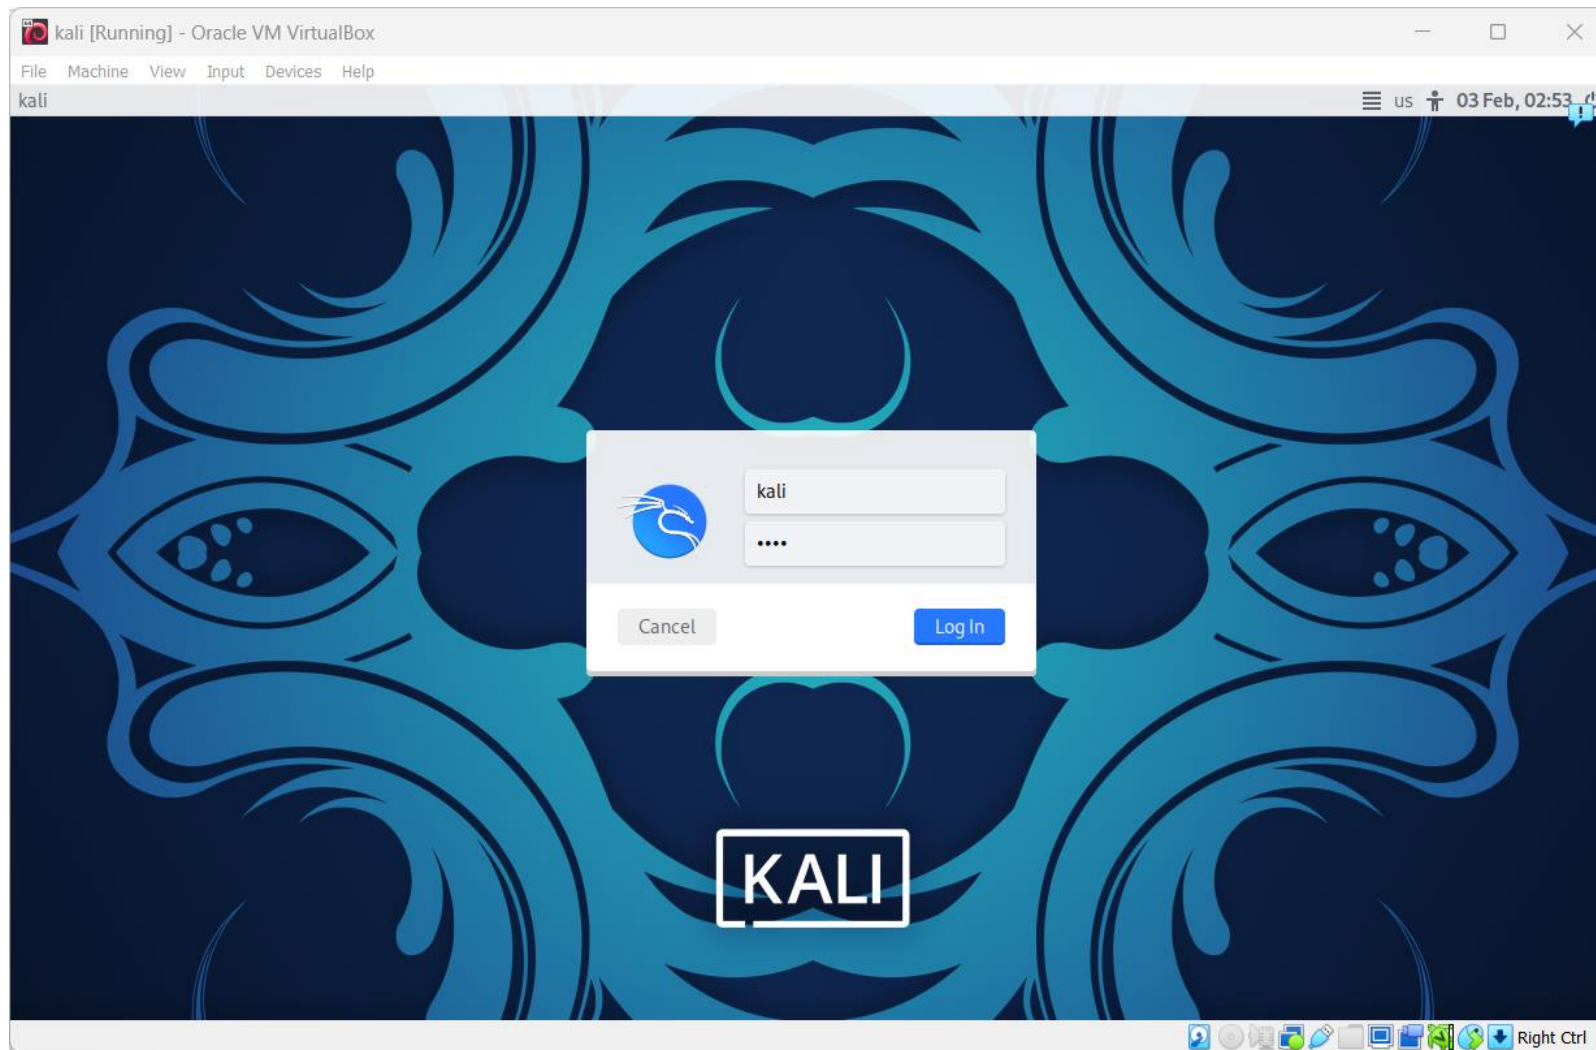 kali [Running] - Oracle VM VirtualBox
File Machine View Input Devices Help
kali us 03 Feb, 02:53
kali
••••
Cancel Log In
KALI
Right Ctrl